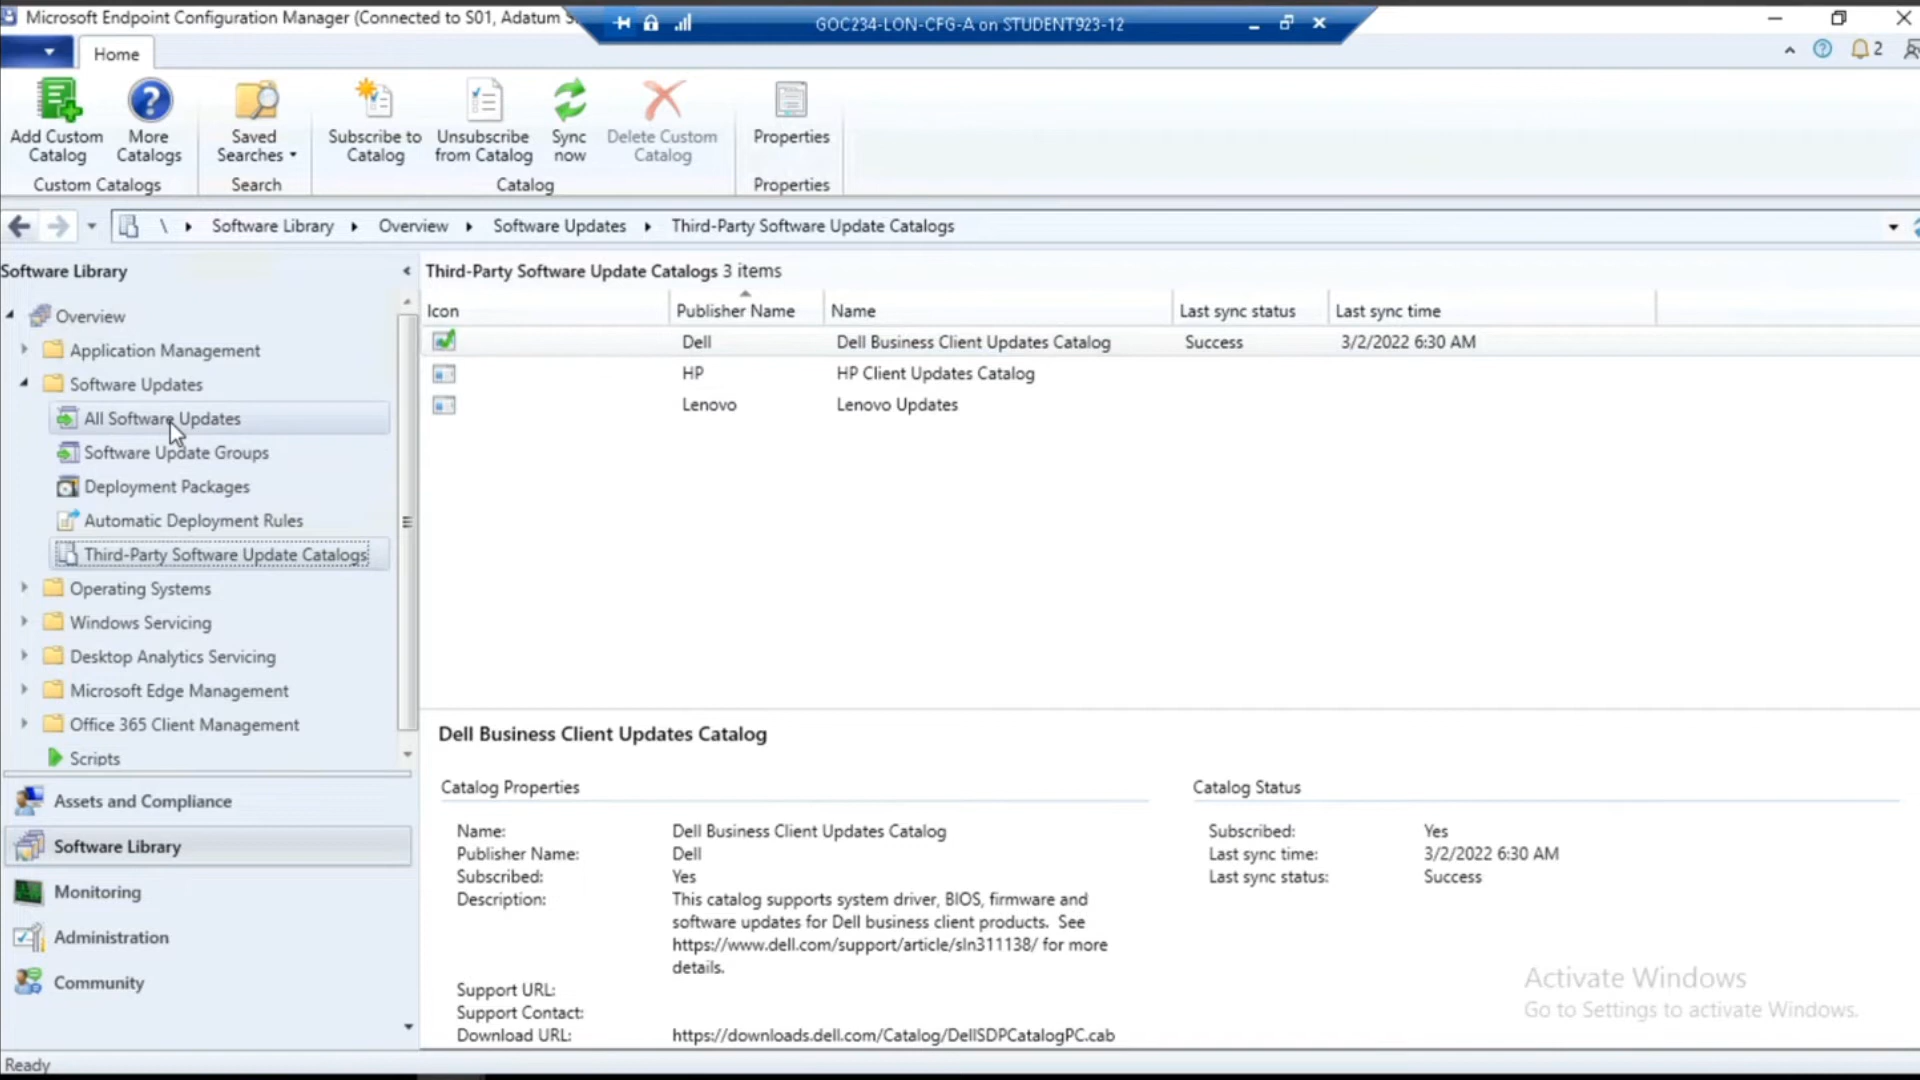 Microsoft Endpoint Configuration Manager (Connected to S01, Adatum S
GOC234-LON-CFG-A on STUDENT923-12
Home
2
Add Custom Catalog
More Catalogs
Saved Searches
Subscribe to Catalog
Unsubscribe from Catalog
Sync now
Delete Custom Catalog
Properties
Custom Catalogs
Search
Catalog
Properties
\ Software Library Overview Software Updates Third-Party Software Update Catalogs
Software Library
Overview
Application Management
Software Updates
All Software Updates
Software Update Groups
Deployment Packages
Automatic Deployment Rules
Third-Party Software Update Catalogs
Operating Systems
Windows Servicing
Desktop Analytics Servicing
Microsoft Edge Management
Office 365 Client Management
Scripts
Assets and Compliance
Software Library
Monitoring
Administration
Community
Third-Party Software Update Catalogs 3 items
Icon Publisher Name Name Last sync status Last sync time
Dell Dell Business Client Updates Catalog Success 3/2/2022 6:30 AM
HP HP Client Updates Catalog
Lenovo Lenovo Updates
Dell Business Client Updates Catalog
Catalog Properties
Name: Dell Business Client Updates Catalog
Publisher Name: Dell
Subscribed: Yes
Description: This catalog supports system driver, BIOS, firmware and
software updates for Dell business client products. See
https://www.dell.com/support/article/sln311138/ for more
details.
Support URL:
Support Contact:
Download URL: https://downloads.dell.com/Catalog/DellSDPCatalogPC.cab
Catalog Status
Subscribed: Yes
Last sync time: 3/2/2022 6:30 AM
Last sync status: Success
Activate Windows
Go to Settings to activate Windows.
Ready